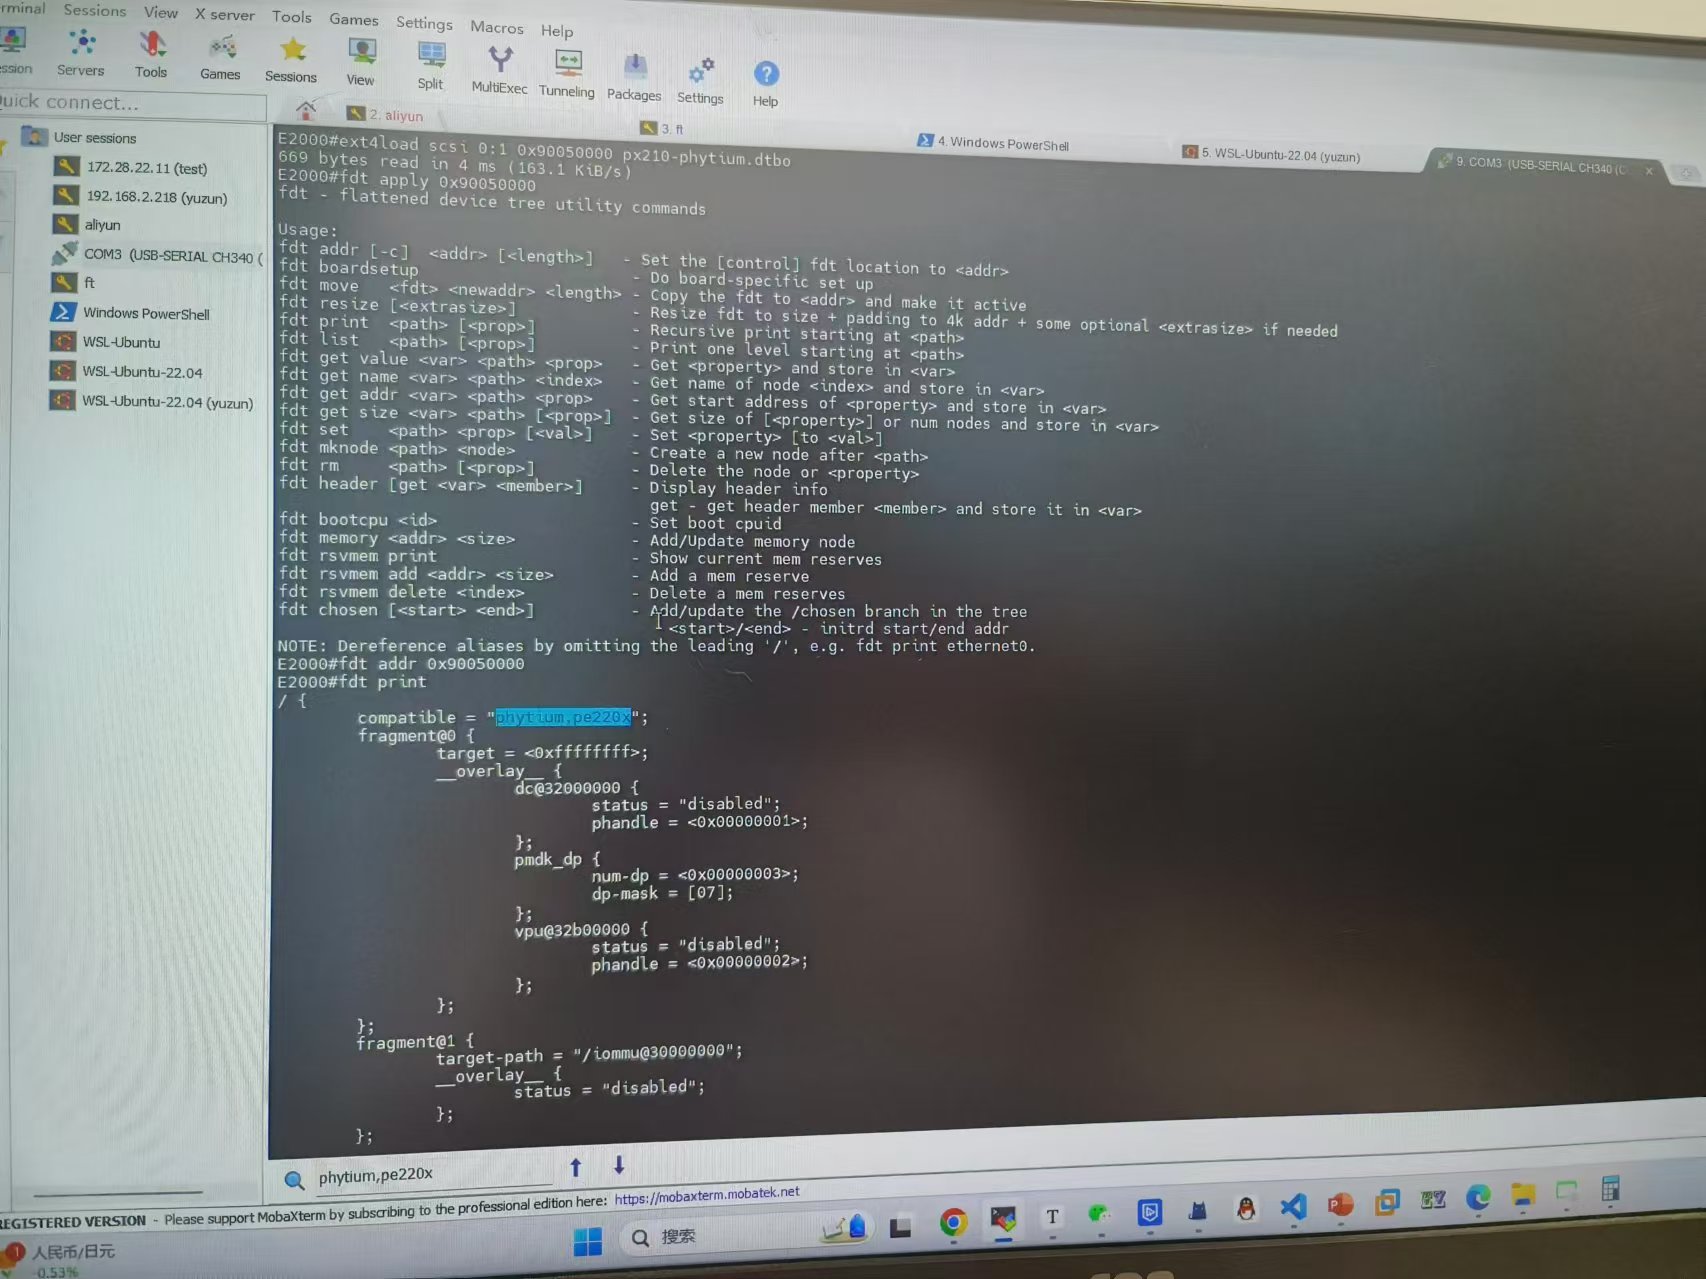 Sessions View X server Tools Games Settings Macros Help
Servers Tools Games Sessions View Split MultiExec Tunneling Packages Settings Help
connect...
2. aliyun
3. ft
4. Windows PowerShell
5. WSL-Ubuntu-22.04 (yuzun)
9. COM3 (USB-SERIAL CH340 (
User sessions
172.28.22.11 (test)
192.168.2.218 (yuzun)
aliyun
COM3 (USB-SERIAL CH340 (
ft
Windows PowerShell
WSL-Ubuntu
WSL-Ubuntu-22.04
WSL-Ubuntu-22.04 (yuzun)
E2000#ext4load scsi 0:1 0x90050000 px210-phytium.dtbo
669 bytes read in 4 ms (163.1 KiB/s)
E2000#fdt apply 0x90050000
fdt - flattened device tree utility commands
Usage:
fdt addr [-c] <addr> [<length>] - Set the [control] fdt location to <addr>
fdt boardsetup - Do board-specific set up
fdt move <fdt> <newaddr> <length> - Copy the fdt to <addr> and make it active
fdt resize [<extrasize>] - Resize fdt to size + padding to 4k addr + some optional <extrasize> if needed
fdt print <path> [<prop>] - Recursive print starting at <path>
fdt list <path> [<prop>] - Print one level starting at <path>
fdt get value <var> <path> <prop> - Get <property> and store in <var>
fdt get name <var> <path> <index> - Get name of node <index> and store in <var>
fdt get addr <var> <path> <prop> - Get start address of <property> and store in <var>
fdt get size <var> <path> [<prop>] - Get size of [<property>] or num nodes and store in <var>
fdt set <path> <prop> [<val>] - Set <property> [to <val>]
fdt mknode <path> <node> - Create a new node after <path>
fdt rm <path> [<prop>] - Delete the node or <property>
fdt header [get <var> <member>] - Display header info
get - get header member <member> and store it in <var>
fdt bootcpu <id> - Set boot cpuid
fdt memory <addr> <size> - Add/Update memory node
fdt rsvmem print - Show current mem reserves
fdt rsvmem add <addr> <size> - Add a mem reserve
fdt rsvmem delete <index> - Delete a mem reserves
fdt chosen [<start> <end>] - Add/update the /chosen branch in the tree
<start>/<end> - initrd start/end addr
NOTE: Dereference aliases by omitting the leading '/', e.g. fdt print ethernet0.
E2000#fdt addr 0x90050000
E2000#fdt print
/ {
compatible = "phytium,pe220x";
fragment@0 {
target = <0xffffffff>;
__overlay__ {
dc@32000000 {
status = "disabled";
phandle = <0x00000001>;
};
pmdk_dp {
num-dp = <0x00000003>;
dp-mask = [07];
};
vpu@32b00000 {
status = "disabled";
phandle = <0x00000002>;
};
};
};
fragment@1 {
target-path = "/iommu@30000000";
__overlay__ {
status = "disabled";
};
};
phytium,pe220x
REGISTERED VERSION - Please support MobaXterm by subscribing to the professional edition here: https://mobaxterm.mobatek.net
1
人民币/日元
-0.53%
搜索